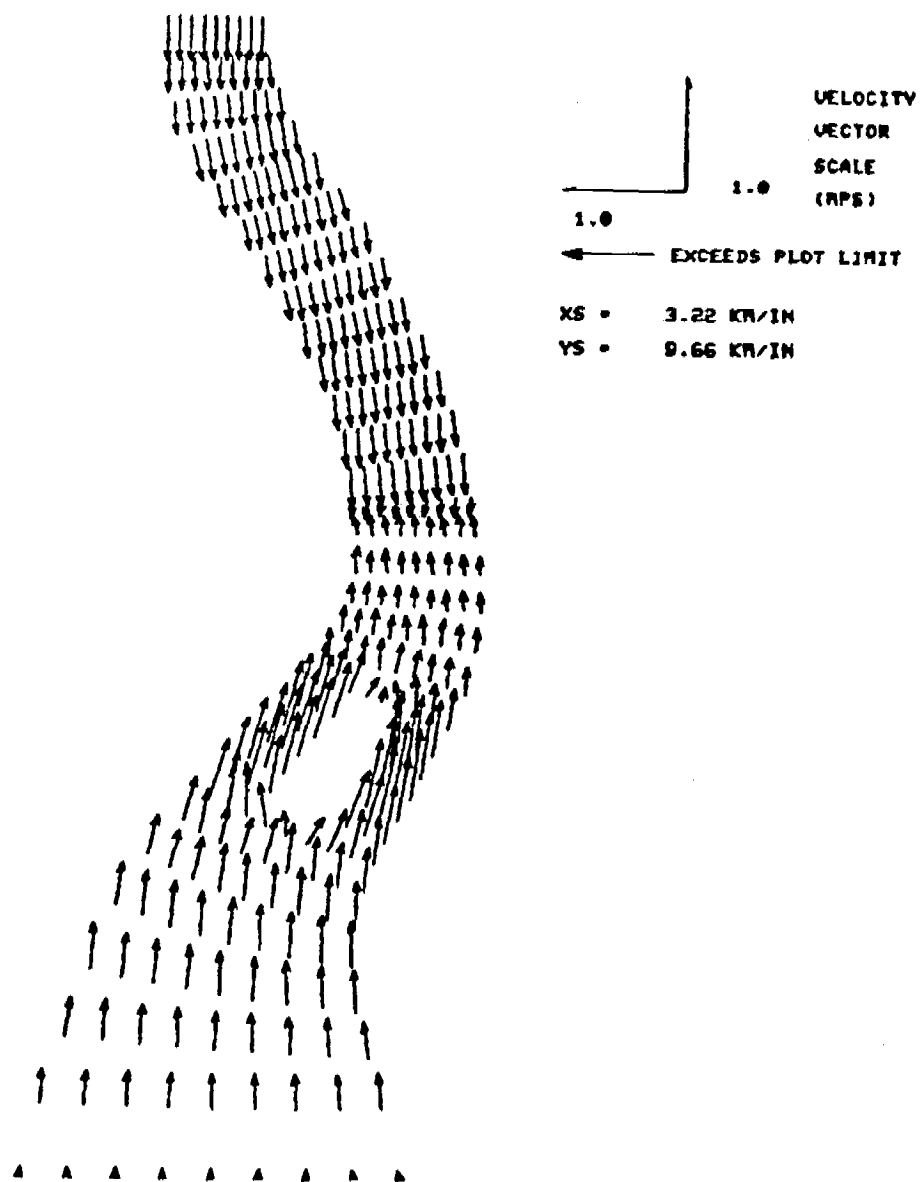 VELOCITY
VECTOR
SCALE
(MPS)
1.0
1.0
EXCEEDS PLOT LIMIT
XS = 3.22 KM/IN
YS = 9.66 KM/IN